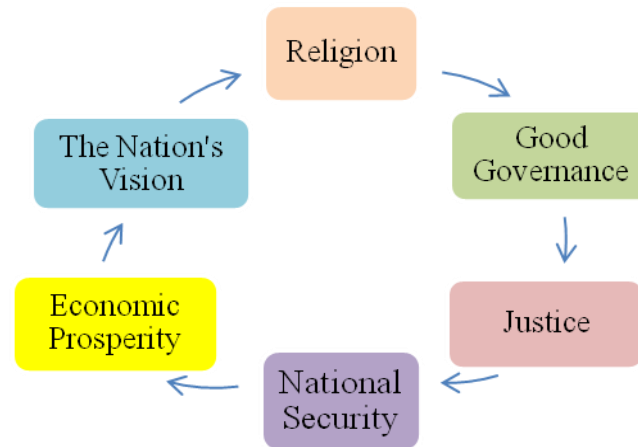 Religion
Good
Governance
Justice
National
Security
Economic
Prosperity
The Nation's
Vision